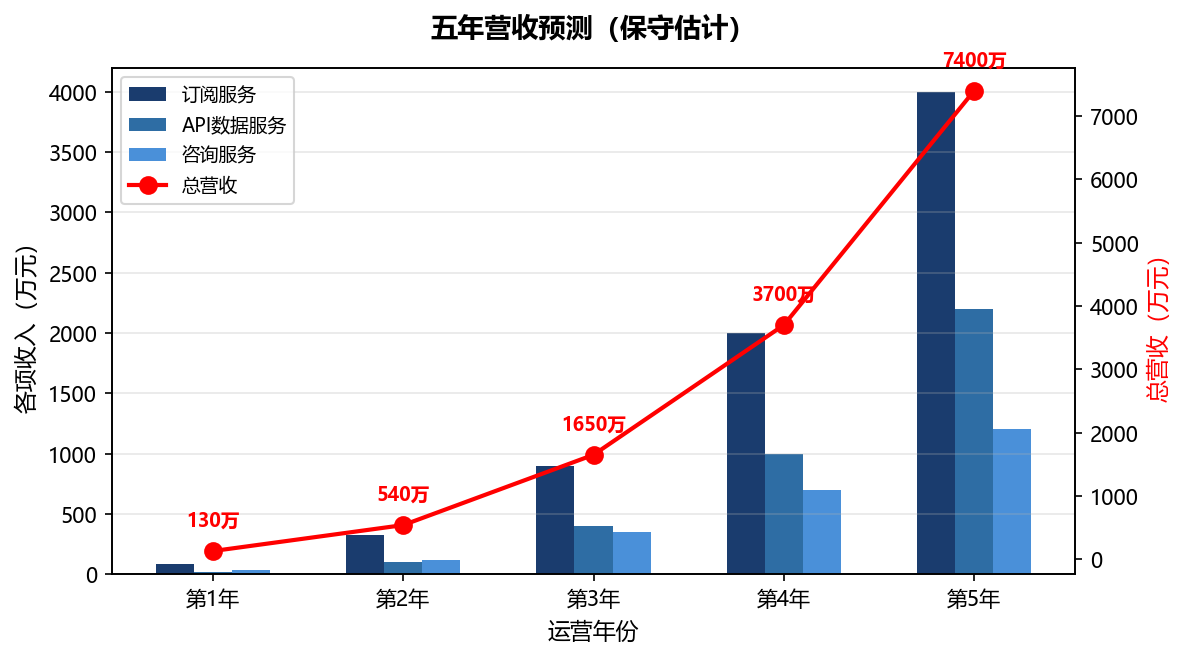 五年营收预测（保守估计）
订阅服务
API数据服务
咨询服务
总营收
各项收入（万元）
4000
3500
3000
2500
2000
1500
1000
500
0
130万
540万
1650万
3700万
7400万
7000
6000
5000
4000
3000
2000
1000
0
总营收（万元）
第1年
第2年
第3年
第4年
第5年
运营年份